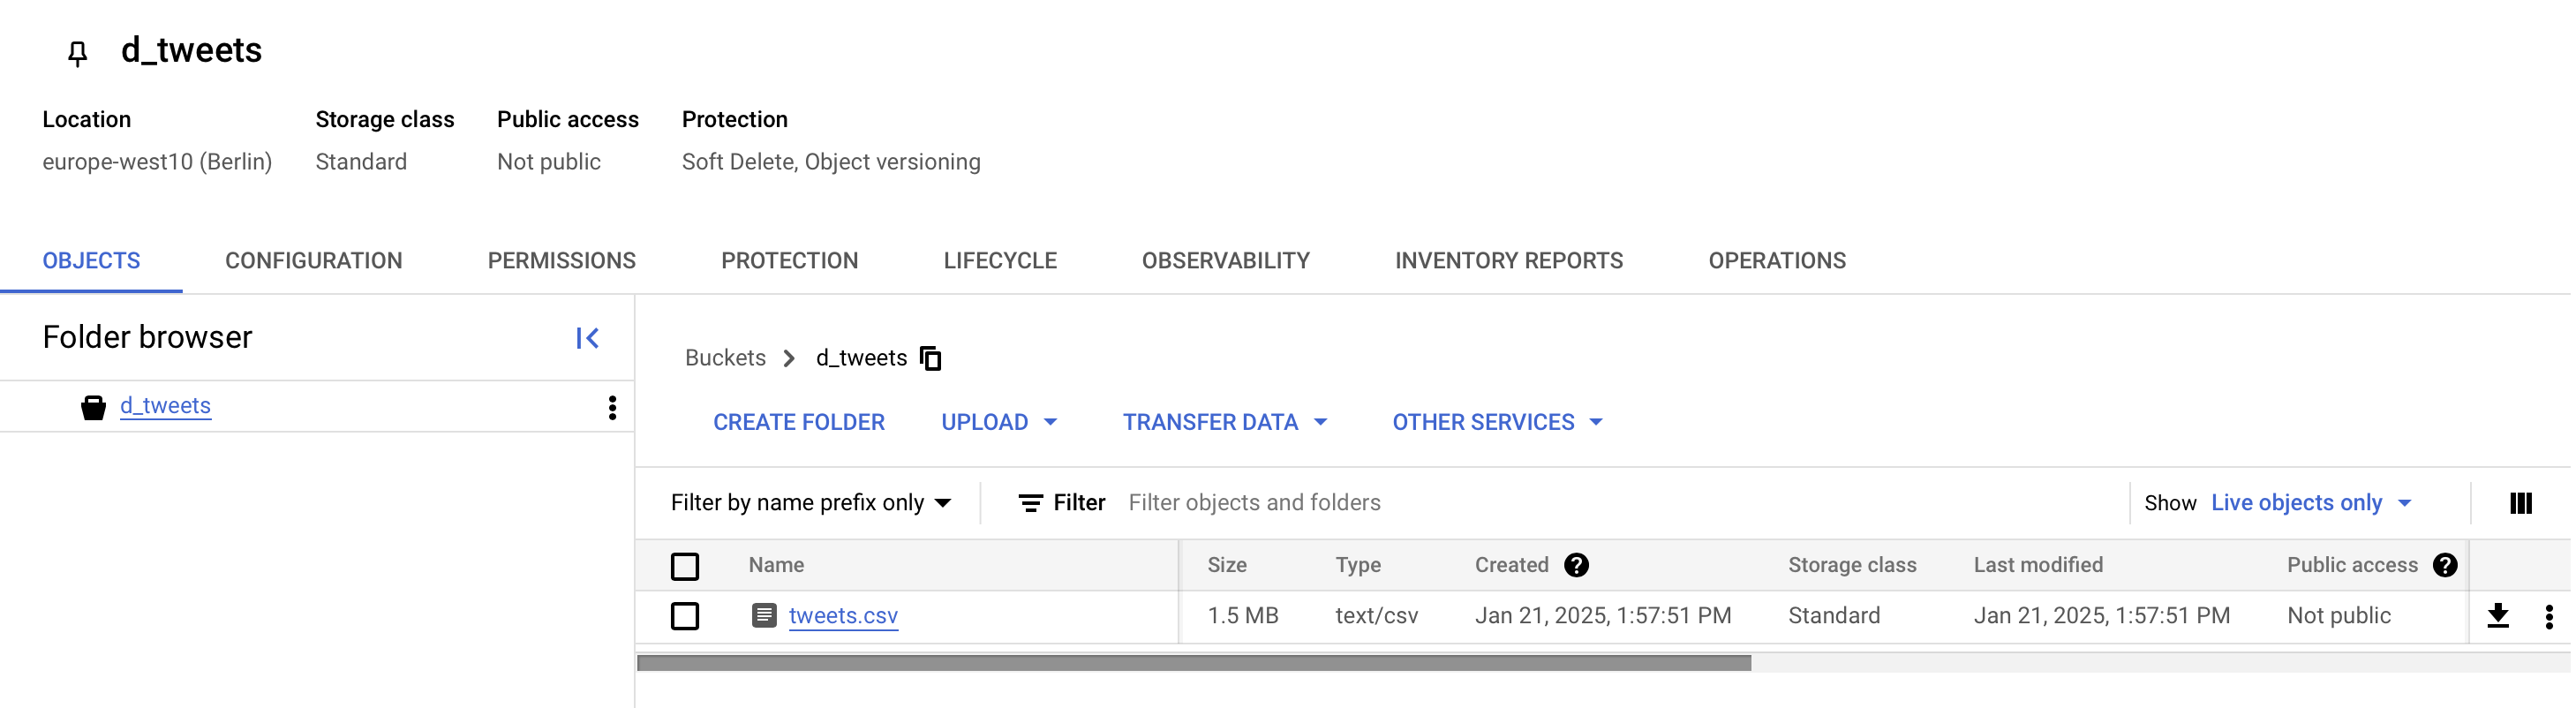 d_tweets
Location Storage class Public access Protection
europe-west10 (Berlin) Standard Not public Soft Delete, Object versioning
OBJECTS CONFIGURATION PERMISSIONS PROTECTION LIFECYCLE OBSERVABILITY INVENTORY REPORTS OPERATIONS
Folder browser
d_tweets
Buckets > d_tweets
CREATE FOLDER UPLOAD TRANSFER DATA OTHER SERVICES
Filter by name prefix only Filter Filter objects and folders Show Live objects only
Name Size Type Created ? Storage class Last modified Public access ?
tweets.csv 1.5 MB text/csv Jan 21, 2025, 1:57:51 PM Standard Jan 21, 2025, 1:57:51 PM Not public